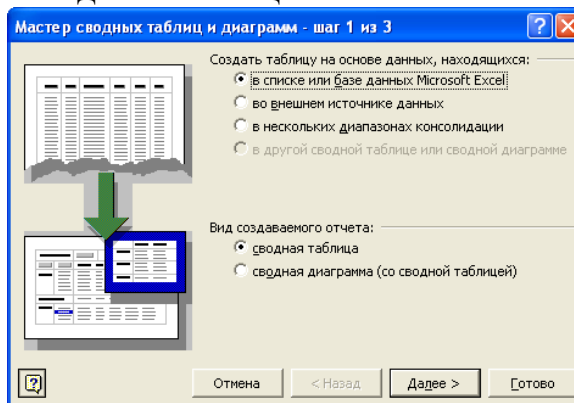 Мастер сводных таблиц и диаграмм - шаг 1 из 3
Создать таблицу на основе данных, находящихся:
в списке или базе данных Microsoft Excel
во внешнем источнике данных
в нескольких диапазонах консолидации
в другой сводной таблице или сводной диаграмме
Вид создаваемого отчета:
сводная таблица
сводная диаграмма (со сводной таблицей)
Отмена
< Назад
Далее >
Готово